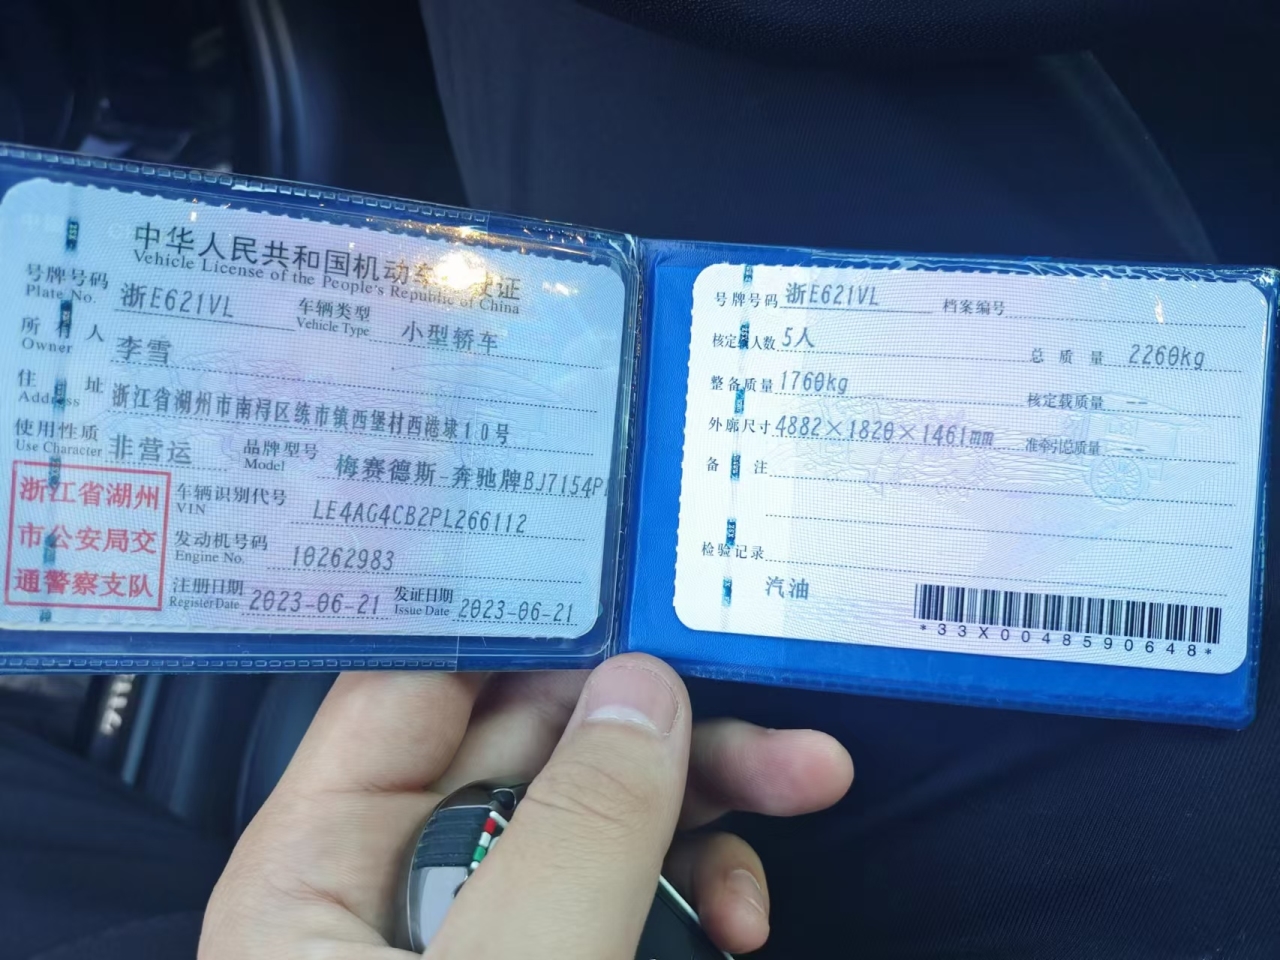 中华人民共和国机动车 驶证
Vehicle License of the People's Republic of China
号牌号码 浙E621VL 车辆类型 小型轿车
Plate No. Vehicle Type
所有人 李雪
Owner
住址 浙江省湖州市南浔区练市镇西堡村西港埭10号
Address
使用性质 非营运 品牌型号 梅赛德斯-奔驰牌BJ7154P
Use Character Model
浙江省湖州
市公安局交
通警察支队
车辆识别代号 LE4AG4CB2PL266112
VIN
发动机号码 10262983
Engine No.
注册日期 2023-06-21 发证日期 2023-06-21
Register Date Issue Date
号牌号码 浙E621VL 档案编号
核定 人数 5人 总质量 2260kg
整备质量 1760kg 核定载质量 --
外廓尺寸 4882×1820×1461mm 准牵引总质量 --
备注
检验记录
汽油
*33X0048590648*